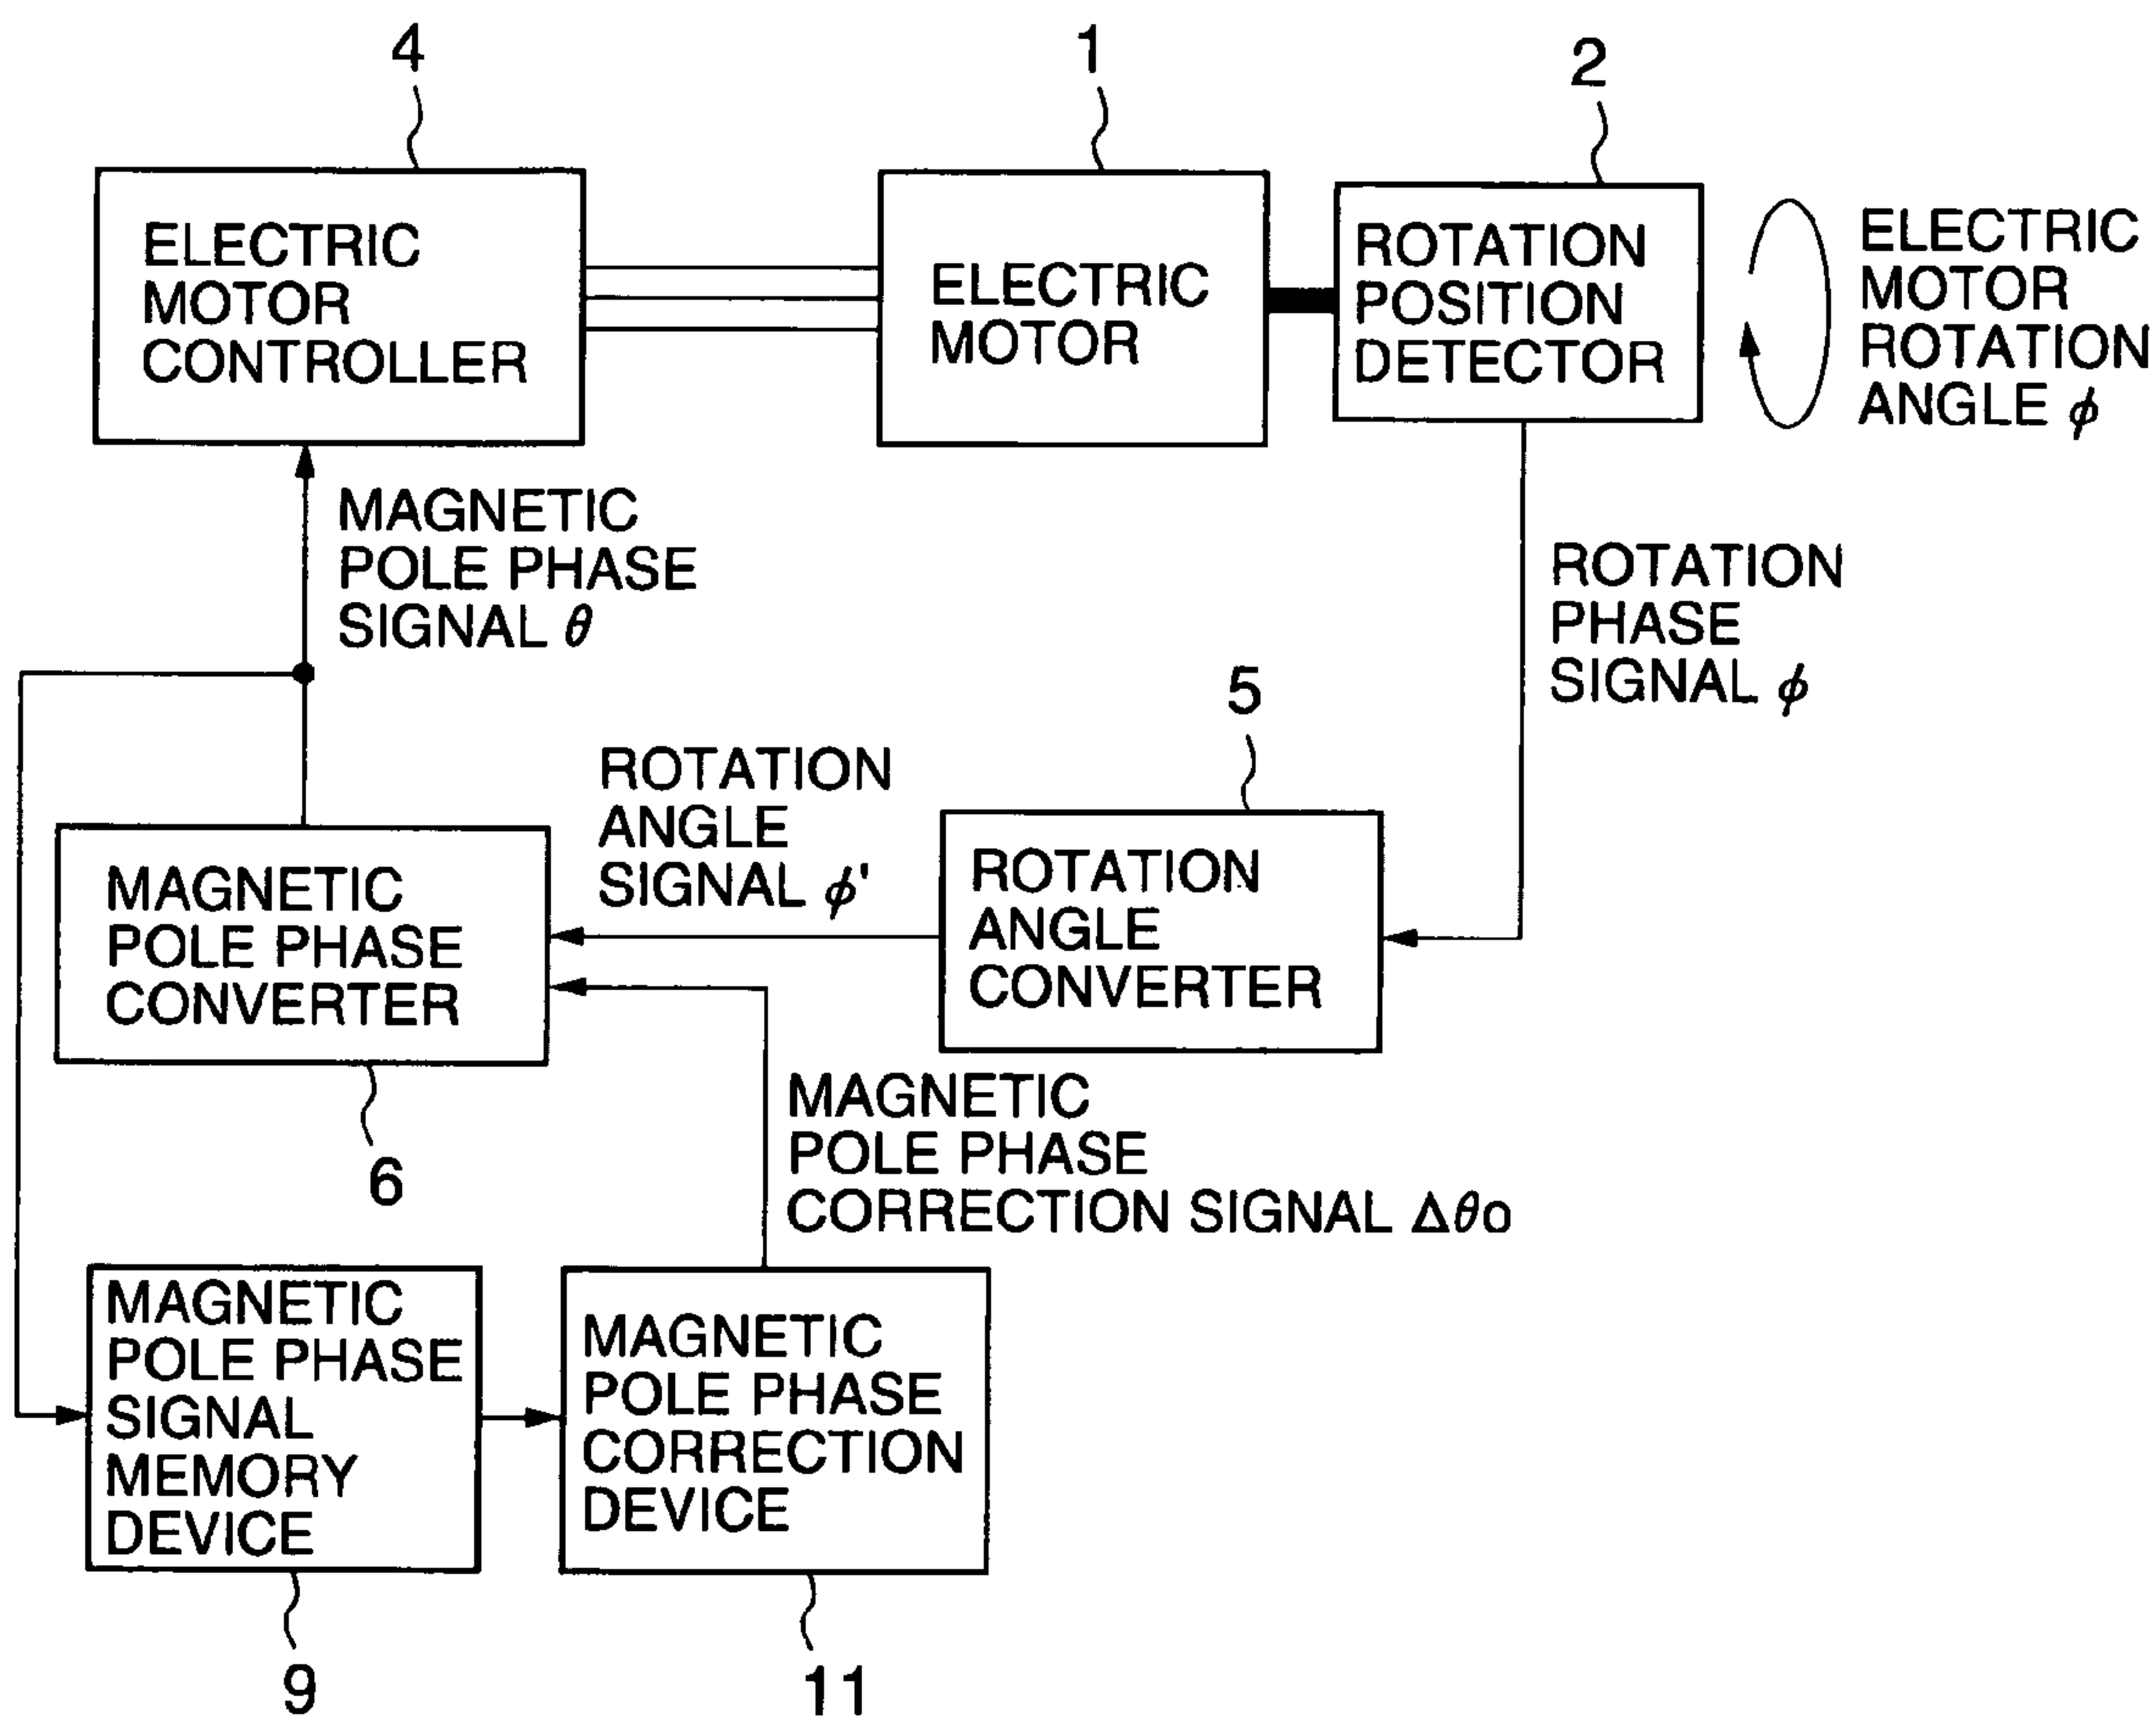 4
1
2
ELECTRIC
MOTOR
CONTROLLER
ELECTRIC
MOTOR
ROTATION
POSITION
DETECTOR
ELECTRIC
MOTOR
ROTATION
ANGLE ϕ
MAGNETIC
POLE PHASE
SIGNAL θ
ROTATION
PHASE
SIGNAL ϕ
5
ROTATION
ANGLE
SIGNAL ϕ'
MAGNETIC
POLE PHASE
CONVERTER
ROTATION
ANGLE
CONVERTER
6
MAGNETIC
POLE PHASE
CORRECTION SIGNAL Δθo
MAGNETIC
POLE PHASE
SIGNAL
MEMORY
DEVICE
MAGNETIC
POLE PHASE
CORRECTION
DEVICE
9
11